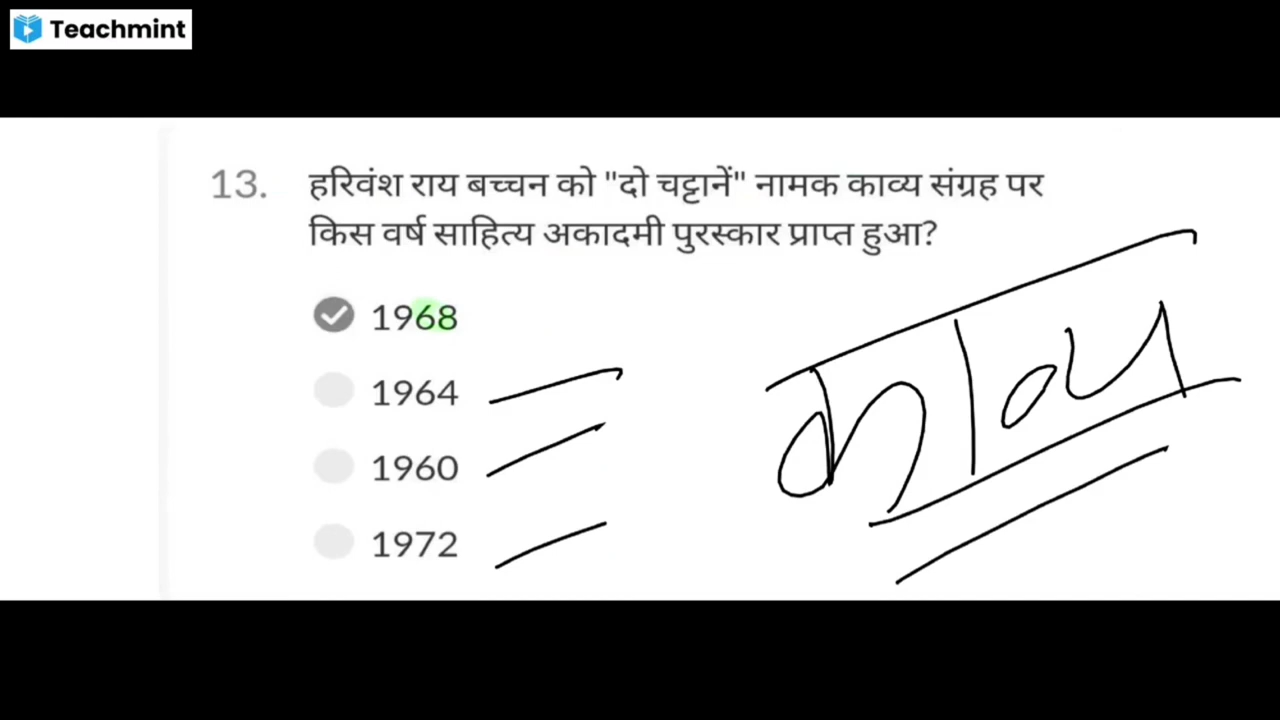 Teachmint
13. हरिवंश राय बच्चन को "दो चट्टानें" नामक काव्य संग्रह पर
किस वर्ष साहित्य अकादमी पुरस्कार प्राप्त हुआ?
1968
1964
1960
1972
काव्य